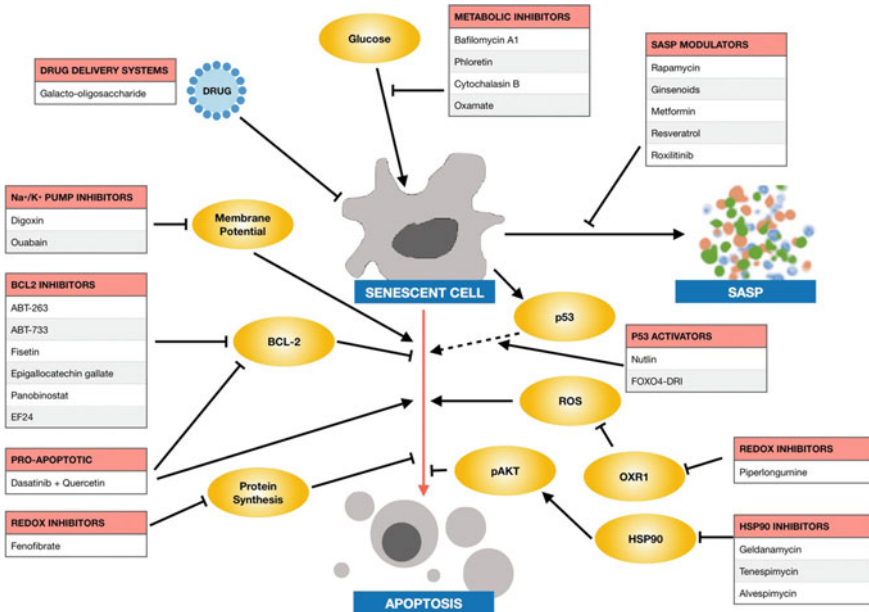 METABOLIC INHIBITORS
Bafilomycin A1
Phloretin
Cytochalasin B
Oxamate
Glucose
SASP MODULATORS
Rapamycin
Ginsenoids
Metformin
Resveratrol
Roxilitinib
DRUG DELIVERY SYSTEMS
Galacto-oligosaccharide
DRUG
Na+/K+ PUMP INHIBITORS
Digoxin
Ouabain
Membrane
Potential
SENESCENT CELL
SASP
BCL2 INHIBITORS
ABT-263
ABT-733
Fisetin
Epigallocatechin gallate
Panobinostat
EF24
BCL-2
p53
P53 ACTIVATORS
Nutlin
FOXO4-DRI
ROS
PRO-APOPTOTIC
Dasatinib + Quercetin
Protein
Synthesis
pAKT
OXR1
REDOX INHIBITORS
Piperlongumine
REDOX INHIBITORS
Fenofibrate
HSP90
HSP90 INHIBITORS
Geldanamycin
Tenespimycin
Alvespimycin
APOPTOSIS